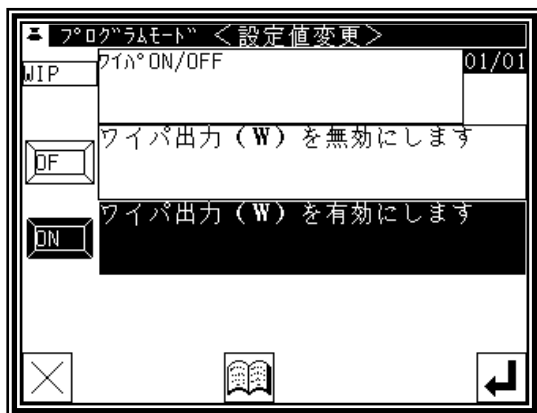 ﾌﾟﾛｸﾞﾗﾑﾓｰﾄﾞ <設定値変更>
WIP
ﾜｲﾊﾟON/OFF
01/01
OF
ワイパ出力(W)を無効にします
ON
ワイパ出力(W)を有効にします